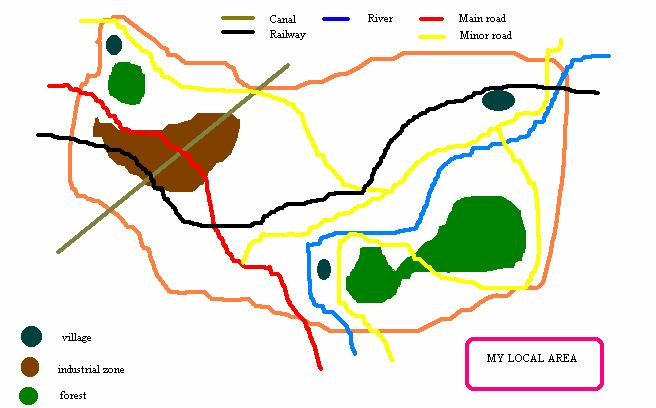 Canal
River
Main road
Railway
Minor road
village
industrial zone
forest
MY LOCAL AREA